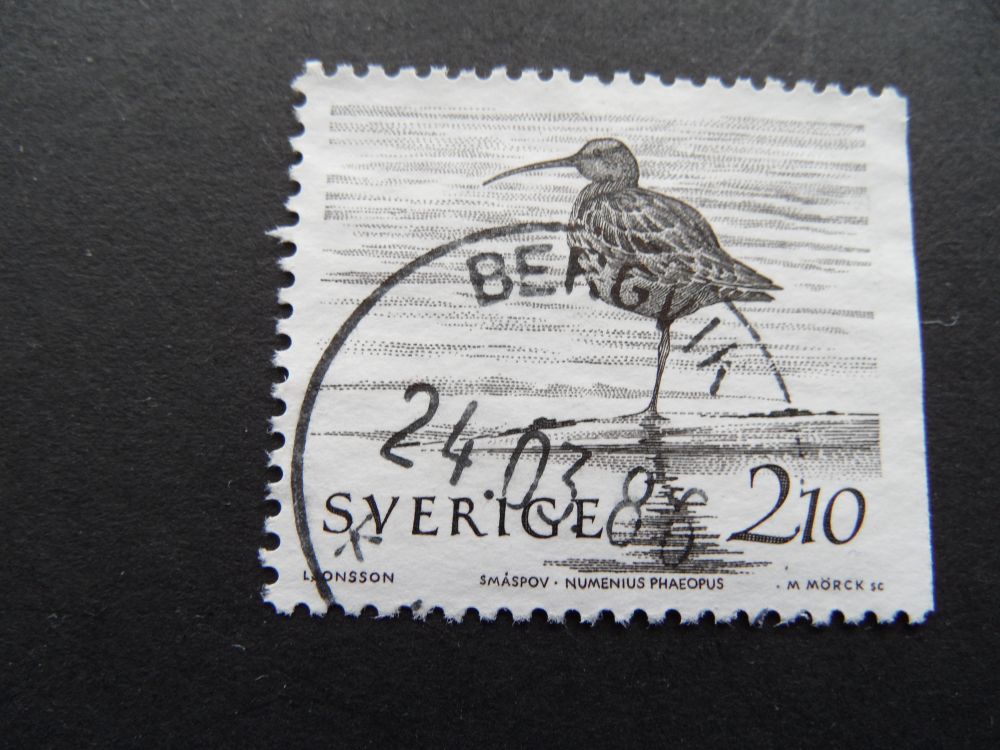 BERGVIK
24.03.86
SVERIGE 2.10
L JONSSON SMÅSPOV · NUMENIUS PHAEOPUS M MÖRCK SC